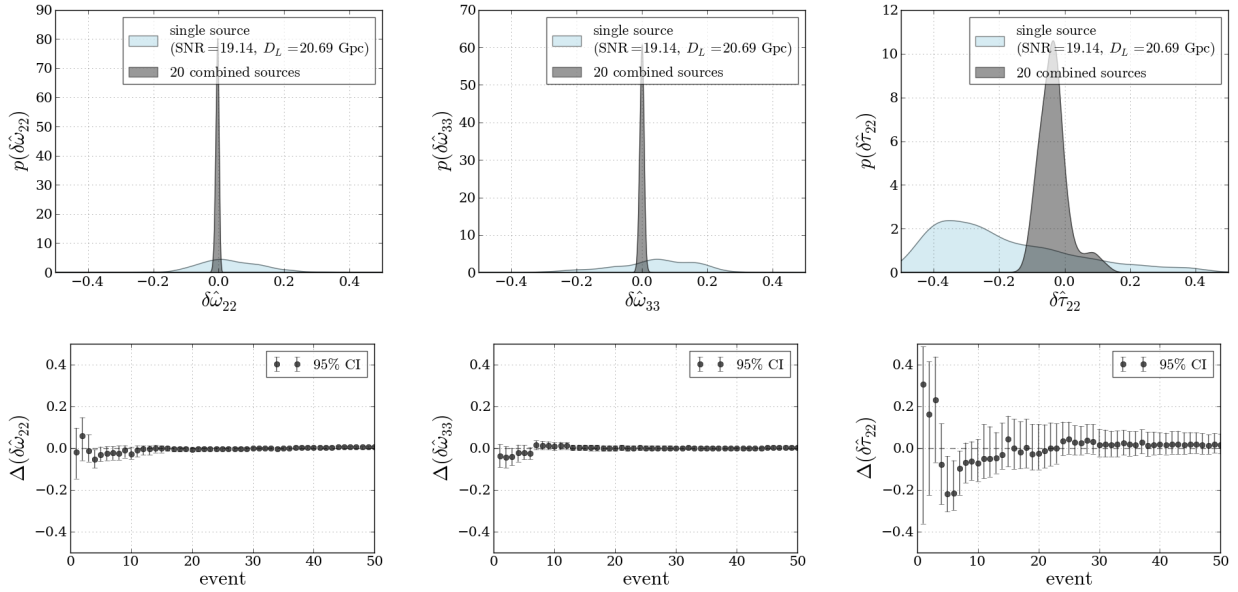 90
80
70
60
50
40
30
20
10
0
p(δω̂₂₂)
single source
(SNR=19.14, D_L=20.69 Gpc)
20 combined sources
−0.4 −0.2 0.0 0.2 0.4
δω̂₂₂
70
60
50
40
30
20
10
0
p(δω̂₃₃)
single source
(SNR=19.14, D_L=20.69 Gpc)
20 combined sources
−0.4 −0.2 0.0 0.2 0.4
δω̂₃₃
12
10
8
6
4
2
0
p(δτ̂₂₂)
single source
(SNR=19.14, D_L=20.69 Gpc)
20 combined sources
−0.4 −0.2 0.0 0.2 0.4
δτ̂₂₂
0.4
0.2
0.0
−0.2
−0.4
Δ(δω̂₂₂)
95% CI
0 10 20 30 40 50
event
0.4
0.2
0.0
−0.2
−0.4
Δ(δω̂₃₃)
95% CI
0 10 20 30 40 50
event
0.4
0.2
0.0
−0.2
−0.4
Δ(δτ̂₂₂)
95% CI
0 10 20 30 40 50
event